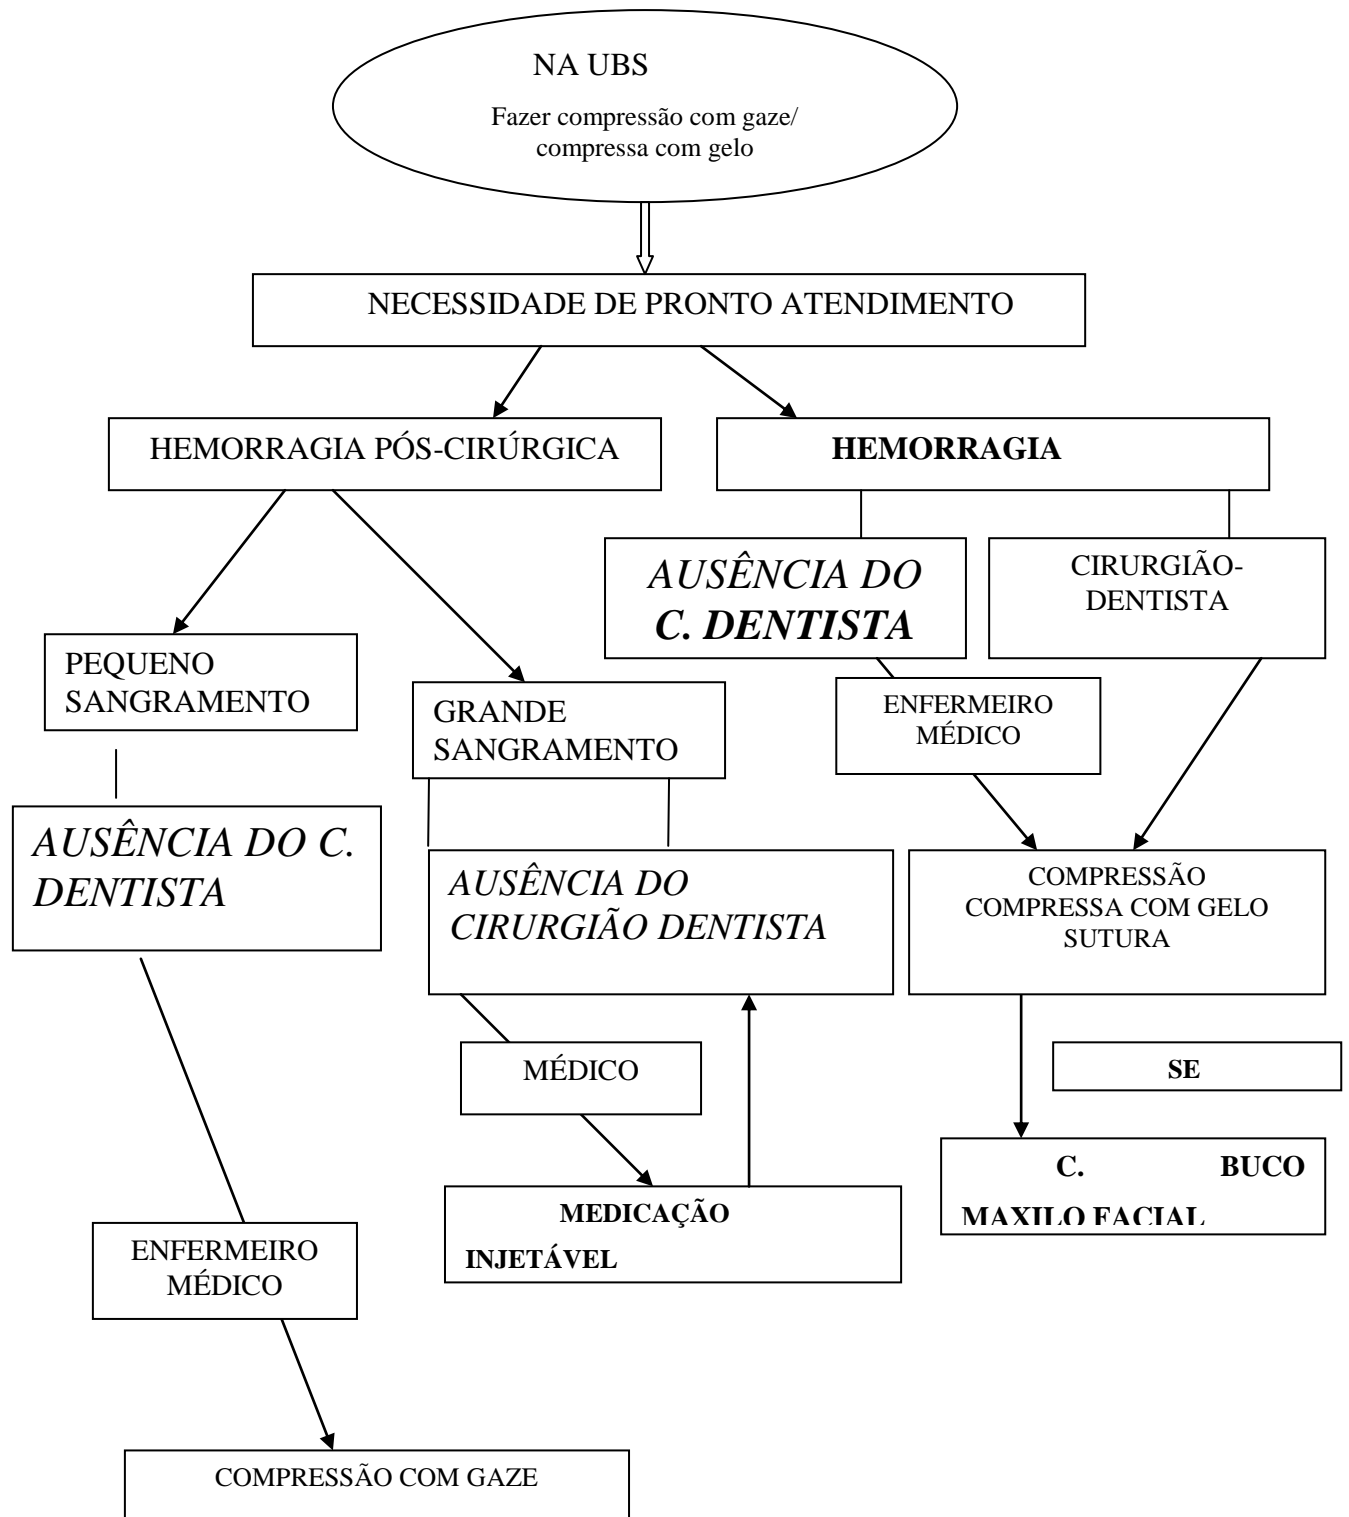 NA UBS
Fazer compressão com gaze/
compressa com gelo
NECESSIDADE DE PRONTO ATENDIMENTO
HEMORRAGIA PÓS-CIRÚRGICA
HEMORRAGIA
AUSÊNCIA DO
C. DENTISTA
CIRURGIÃO-
DENTISTA
PEQUENO
SANGRAMENTO
GRANDE
SANGRAMENTO
ENFERMEIRO
MÉDICO
AUSÊNCIA DO C.
DENTISTA
AUSÊNCIA DO
CIRURGIÃO DENTISTA
COMPRESSÃO
COMPRESSA COM GELO
SUTURA
MÉDICO
SE
C. BUCO
MAXILO FACIAL
MEDICAÇÃO
INJETÁVEL
ENFERMEIRO
MÉDICO
COMPRESSÃO COM GAZE